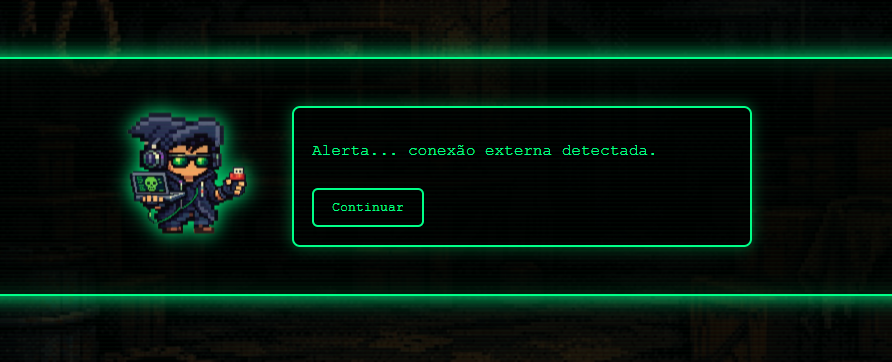 Alerta... conexão externa detectada.
Continuar